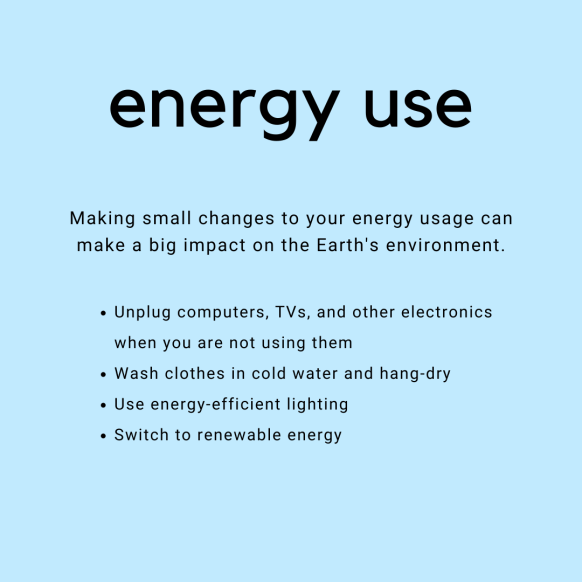 energy use
Making small changes to your energy usage can
make a big impact on the Earth's environment.
• Unplug computers, TVs, and other electronics
when you are not using them
• Wash clothes in cold water and hang-dry
• Use energy-efficient lighting
• Switch to renewable energy